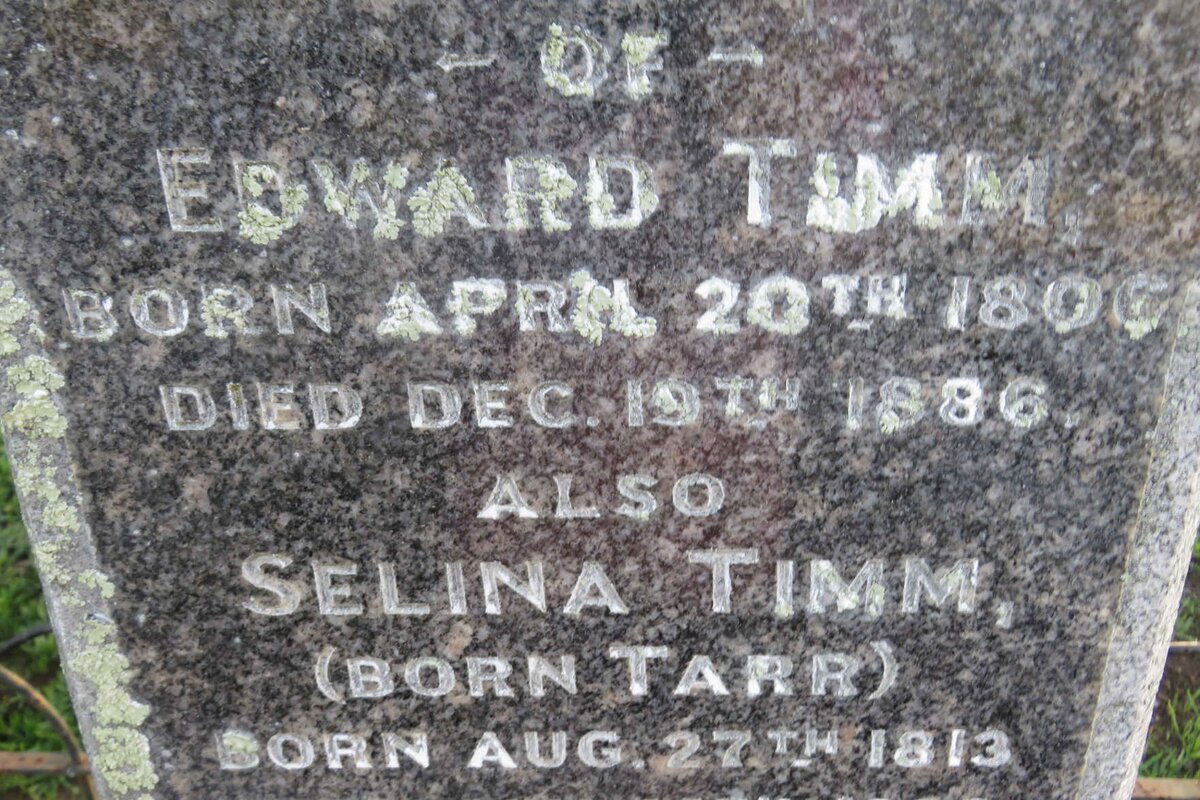 OF
EDWARD TIMM,
BORN APRIL 20TH 1806
DIED DEC. 19TH 1886.
ALSO
SELINA TIMM,
(BORN TARR)
BORN AUG. 27TH 1813